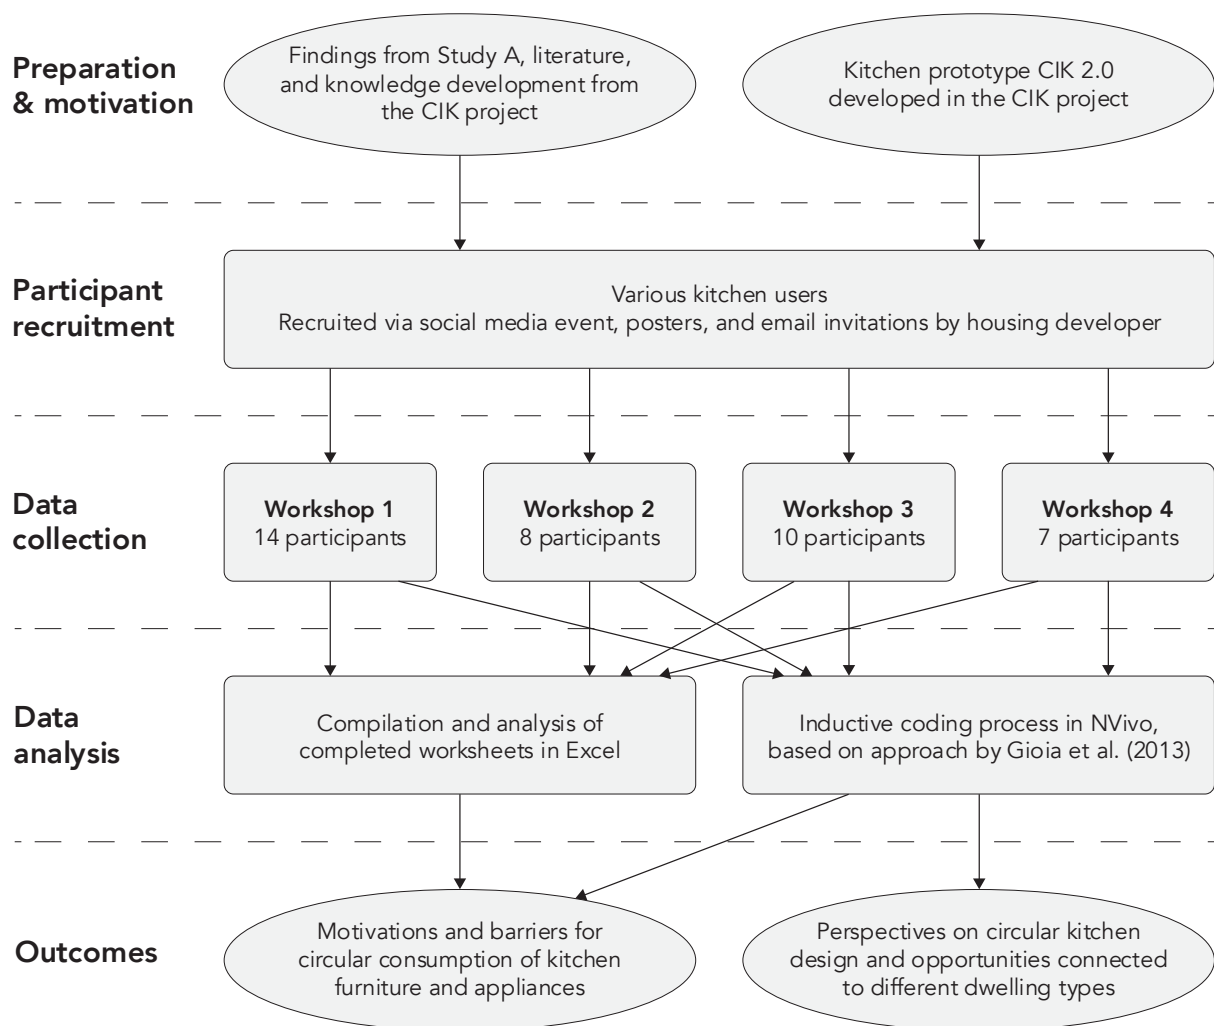 Preparation
& motivation
Findings from Study A, literature,
and knowledge development from
the CIK project
Kitchen prototype CIK 2.0
developed in the CIK project
Participant
recruitment
Various kitchen users
Recruited via social media event, posters, and email invitations by housing developer
Data
collection
Workshop 1
14 participants
Workshop 2
8 participants
Workshop 3
10 participants
Workshop 4
7 participants
Data
analysis
Compilation and analysis of
completed worksheets in Excel
Inductive coding process in NVivo,
based on approach by Gioia et al. (2013)
Outcomes
Motivations and barriers for
circular consumption of kitchen
furniture and appliances
Perspectives on circular kitchen
design and opportunities connected
to different dwelling types